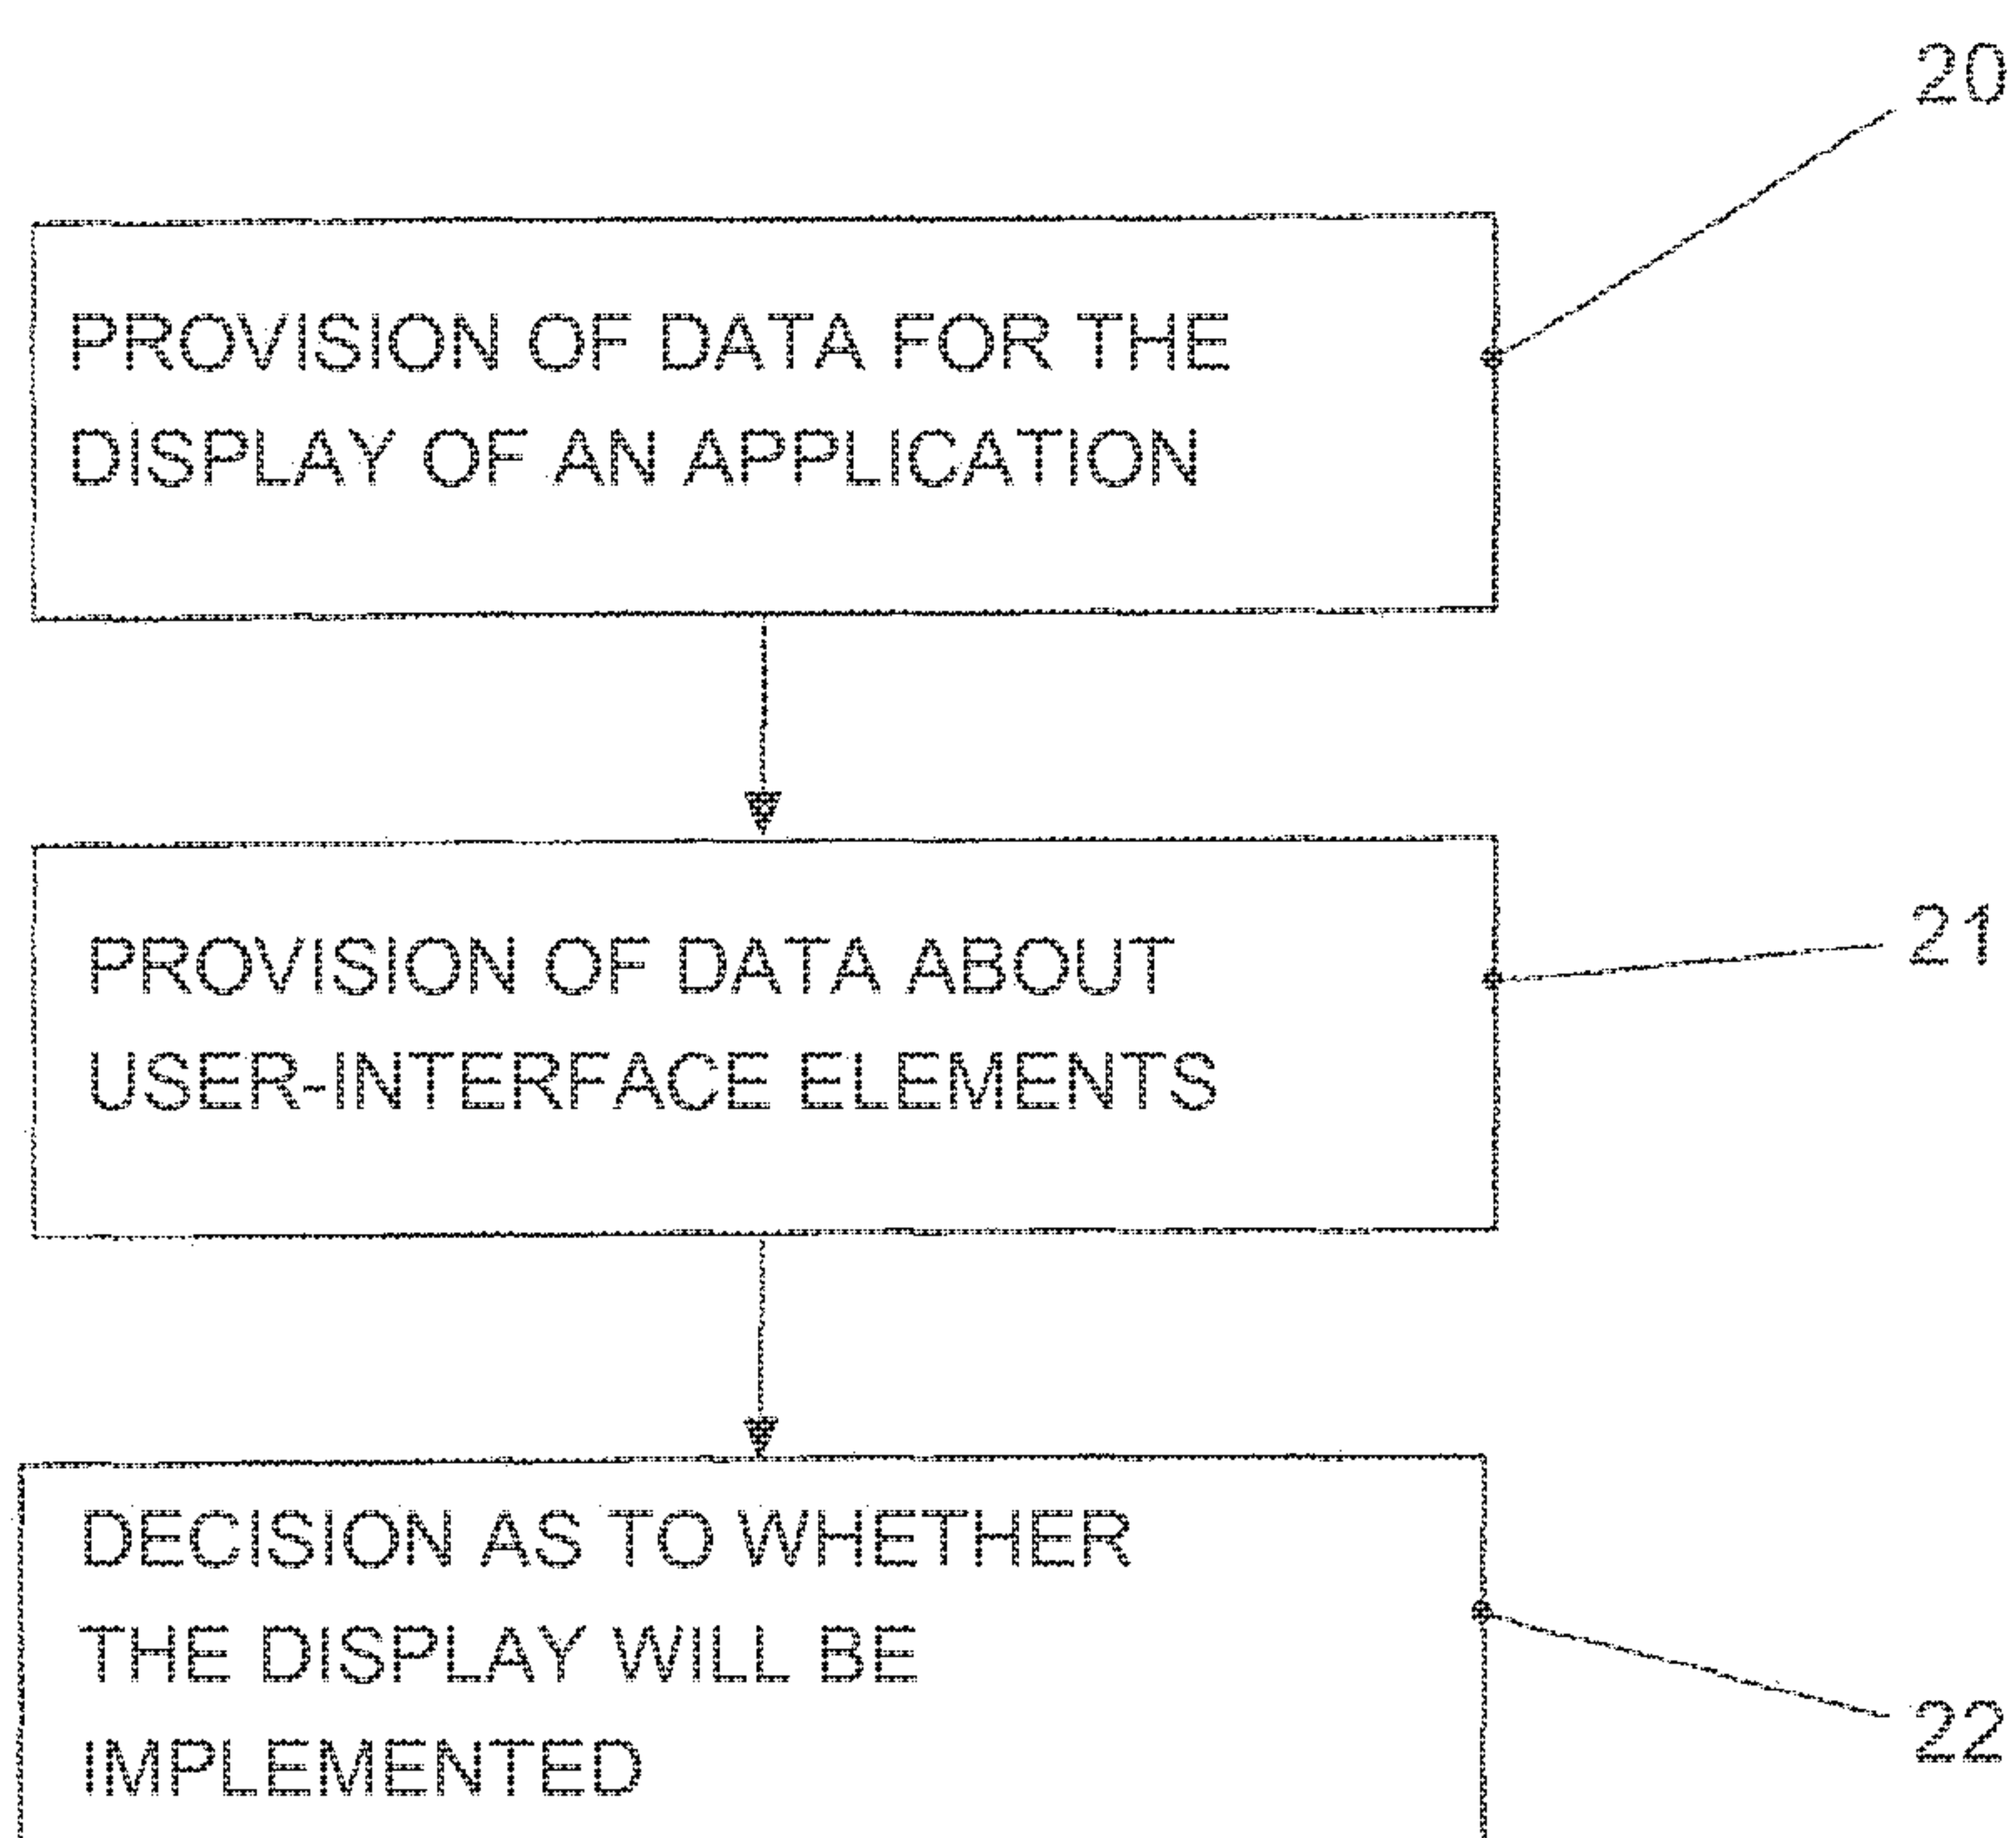 20
PROVISION OF DATA FOR THE
DISPLAY OF AN APPLICATION
PROVISION OF DATA ABOUT
USER-INTERFACE ELEMENTS
21
DECISION AS TO WHETHER
THE DISPLAY WILL BE
IMPLEMENTED
22